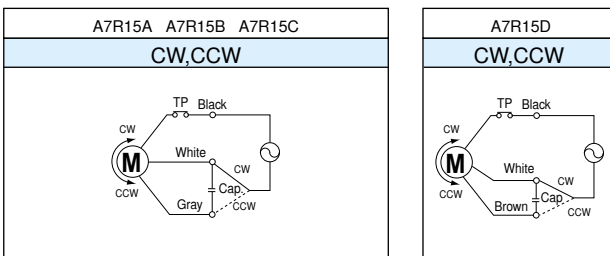 A7R15A A7R15B A7R15C
CW,CCW
TP Black
CW
M
White
CW
CCW
Cap.
CCW
Gray
A7R15D
CW,CCW
TP Black
CW
M
White
CW
CCW
Cap.
CCW
Brown